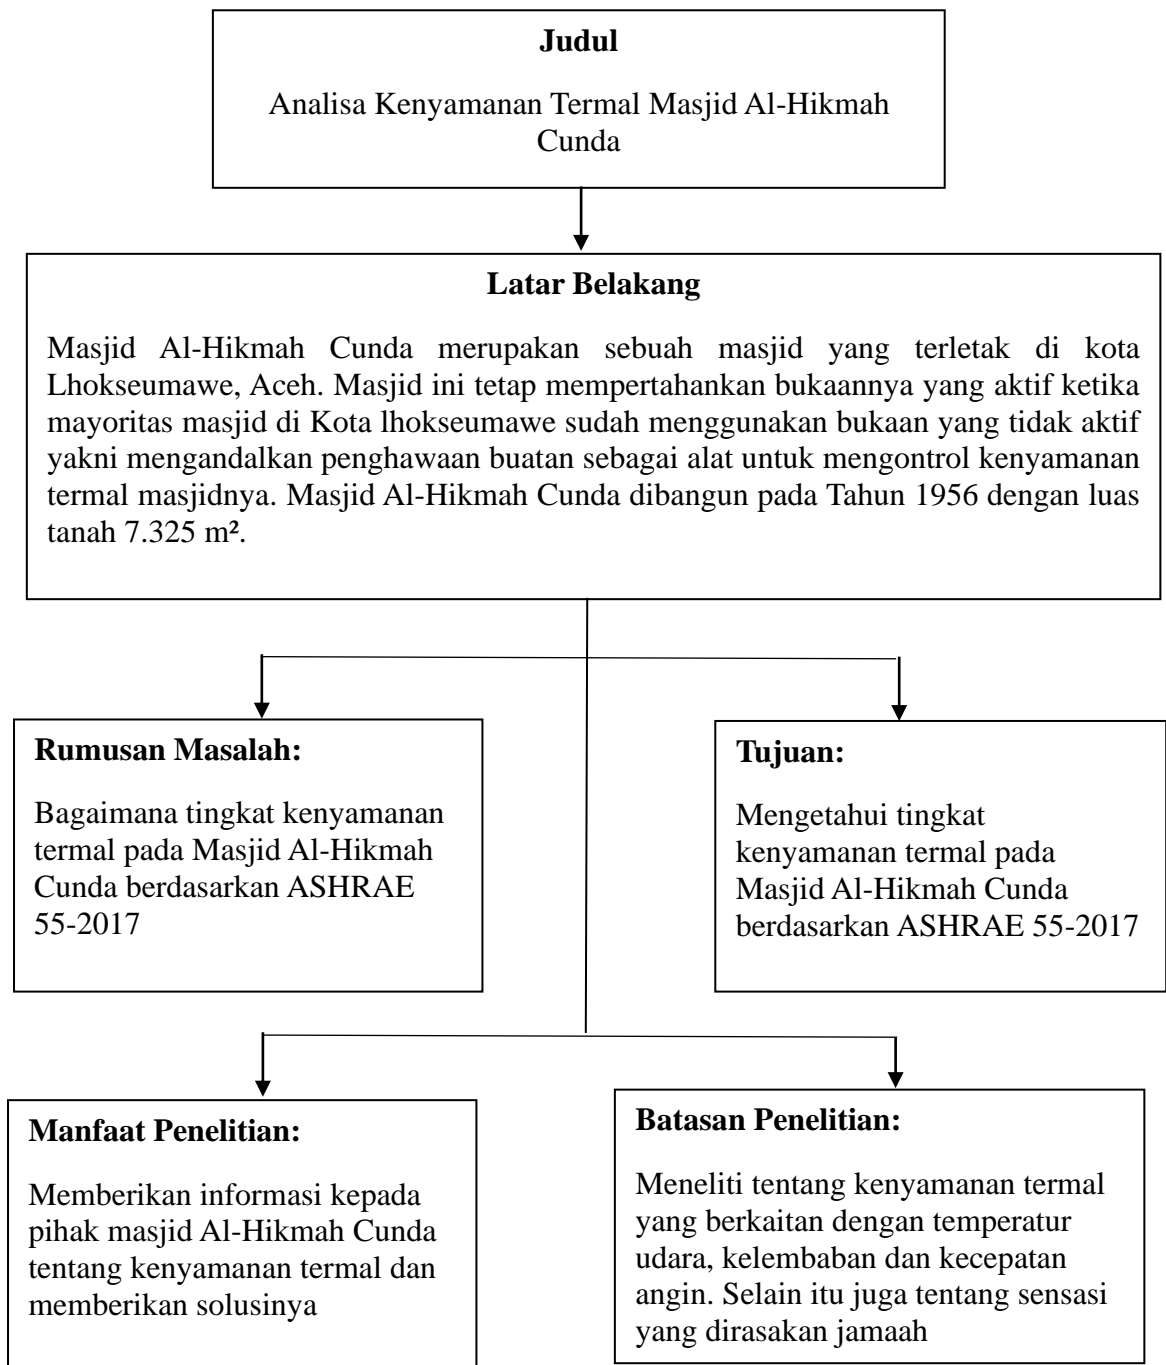 Judul
Analisa Kenyamanan Termal Masjid Al-Hikmah
Cunda
Latar Belakang
Masjid Al-Hikmah Cunda merupakan sebuah masjid yang terletak di kota
Lhokseumawe, Aceh. Masjid ini tetap mempertahankan bukaannya yang aktif ketika
mayoritas masjid di Kota lhokseumawe sudah menggunakan bukaan yang tidak aktif
yakni mengandalkan penghawaan buatan sebagai alat untuk mengontrol kenyamanan
termal masjidnya. Masjid Al-Hikmah Cunda dibangun pada Tahun 1956 dengan luas
tanah 7.325 m².
Rumusan Masalah:
Bagaimana tingkat kenyamanan
termal pada Masjid Al-Hikmah
Cunda berdasarkan ASHRAE
55-2017
Tujuan:
Mengetahui tingkat
kenyamanan termal pada
Masjid Al-Hikmah Cunda
berdasarkan ASHRAE 55-2017
Manfaat Penelitian:
Memberikan informasi kepada
pihak masjid Al-Hikmah Cunda
tentang kenyamanan termal dan
memberikan solusinya
Batasan Penelitian:
Meneliti tentang kenyamanan termal
yang berkaitan dengan temperatur
udara, kelembaban dan kecepatan
angin. Selain itu juga tentang sensasi
yang dirasakan jamaah